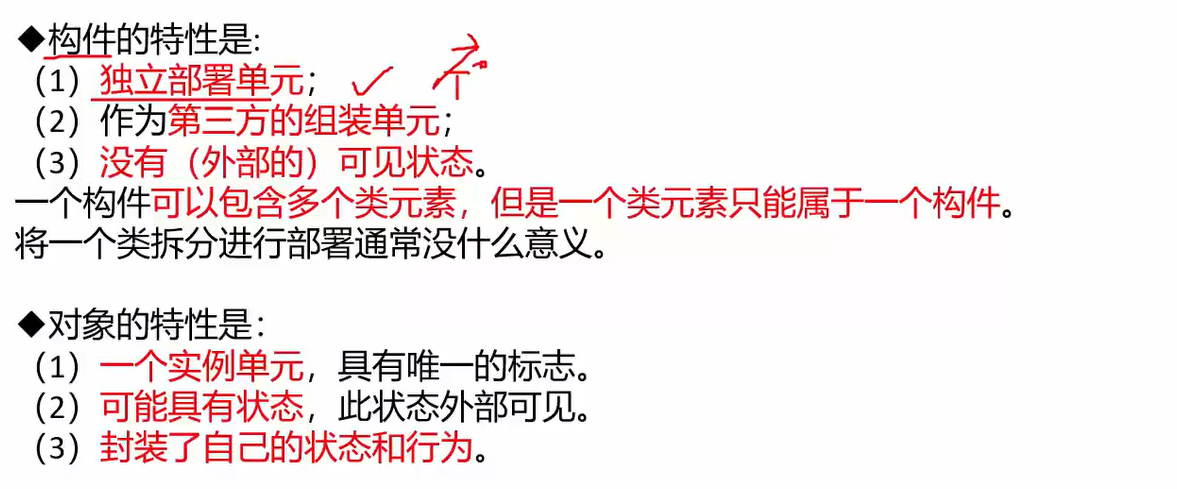 ◆构件的特性是:
（1）独立部署单元；
（2）作为第三方的组装单元；
（3）没有（外部的）可见状态。
一个构件可以包含多个类元素，但是一个类元素只能属于一个构件。
将一个类拆分进行部署通常没什么意义。
◆对象的特性是：
（1）一个实例单元，具有唯一的标志。
（2）可能具有状态，此状态外部可见。
（3）封装了自己的状态和行为。